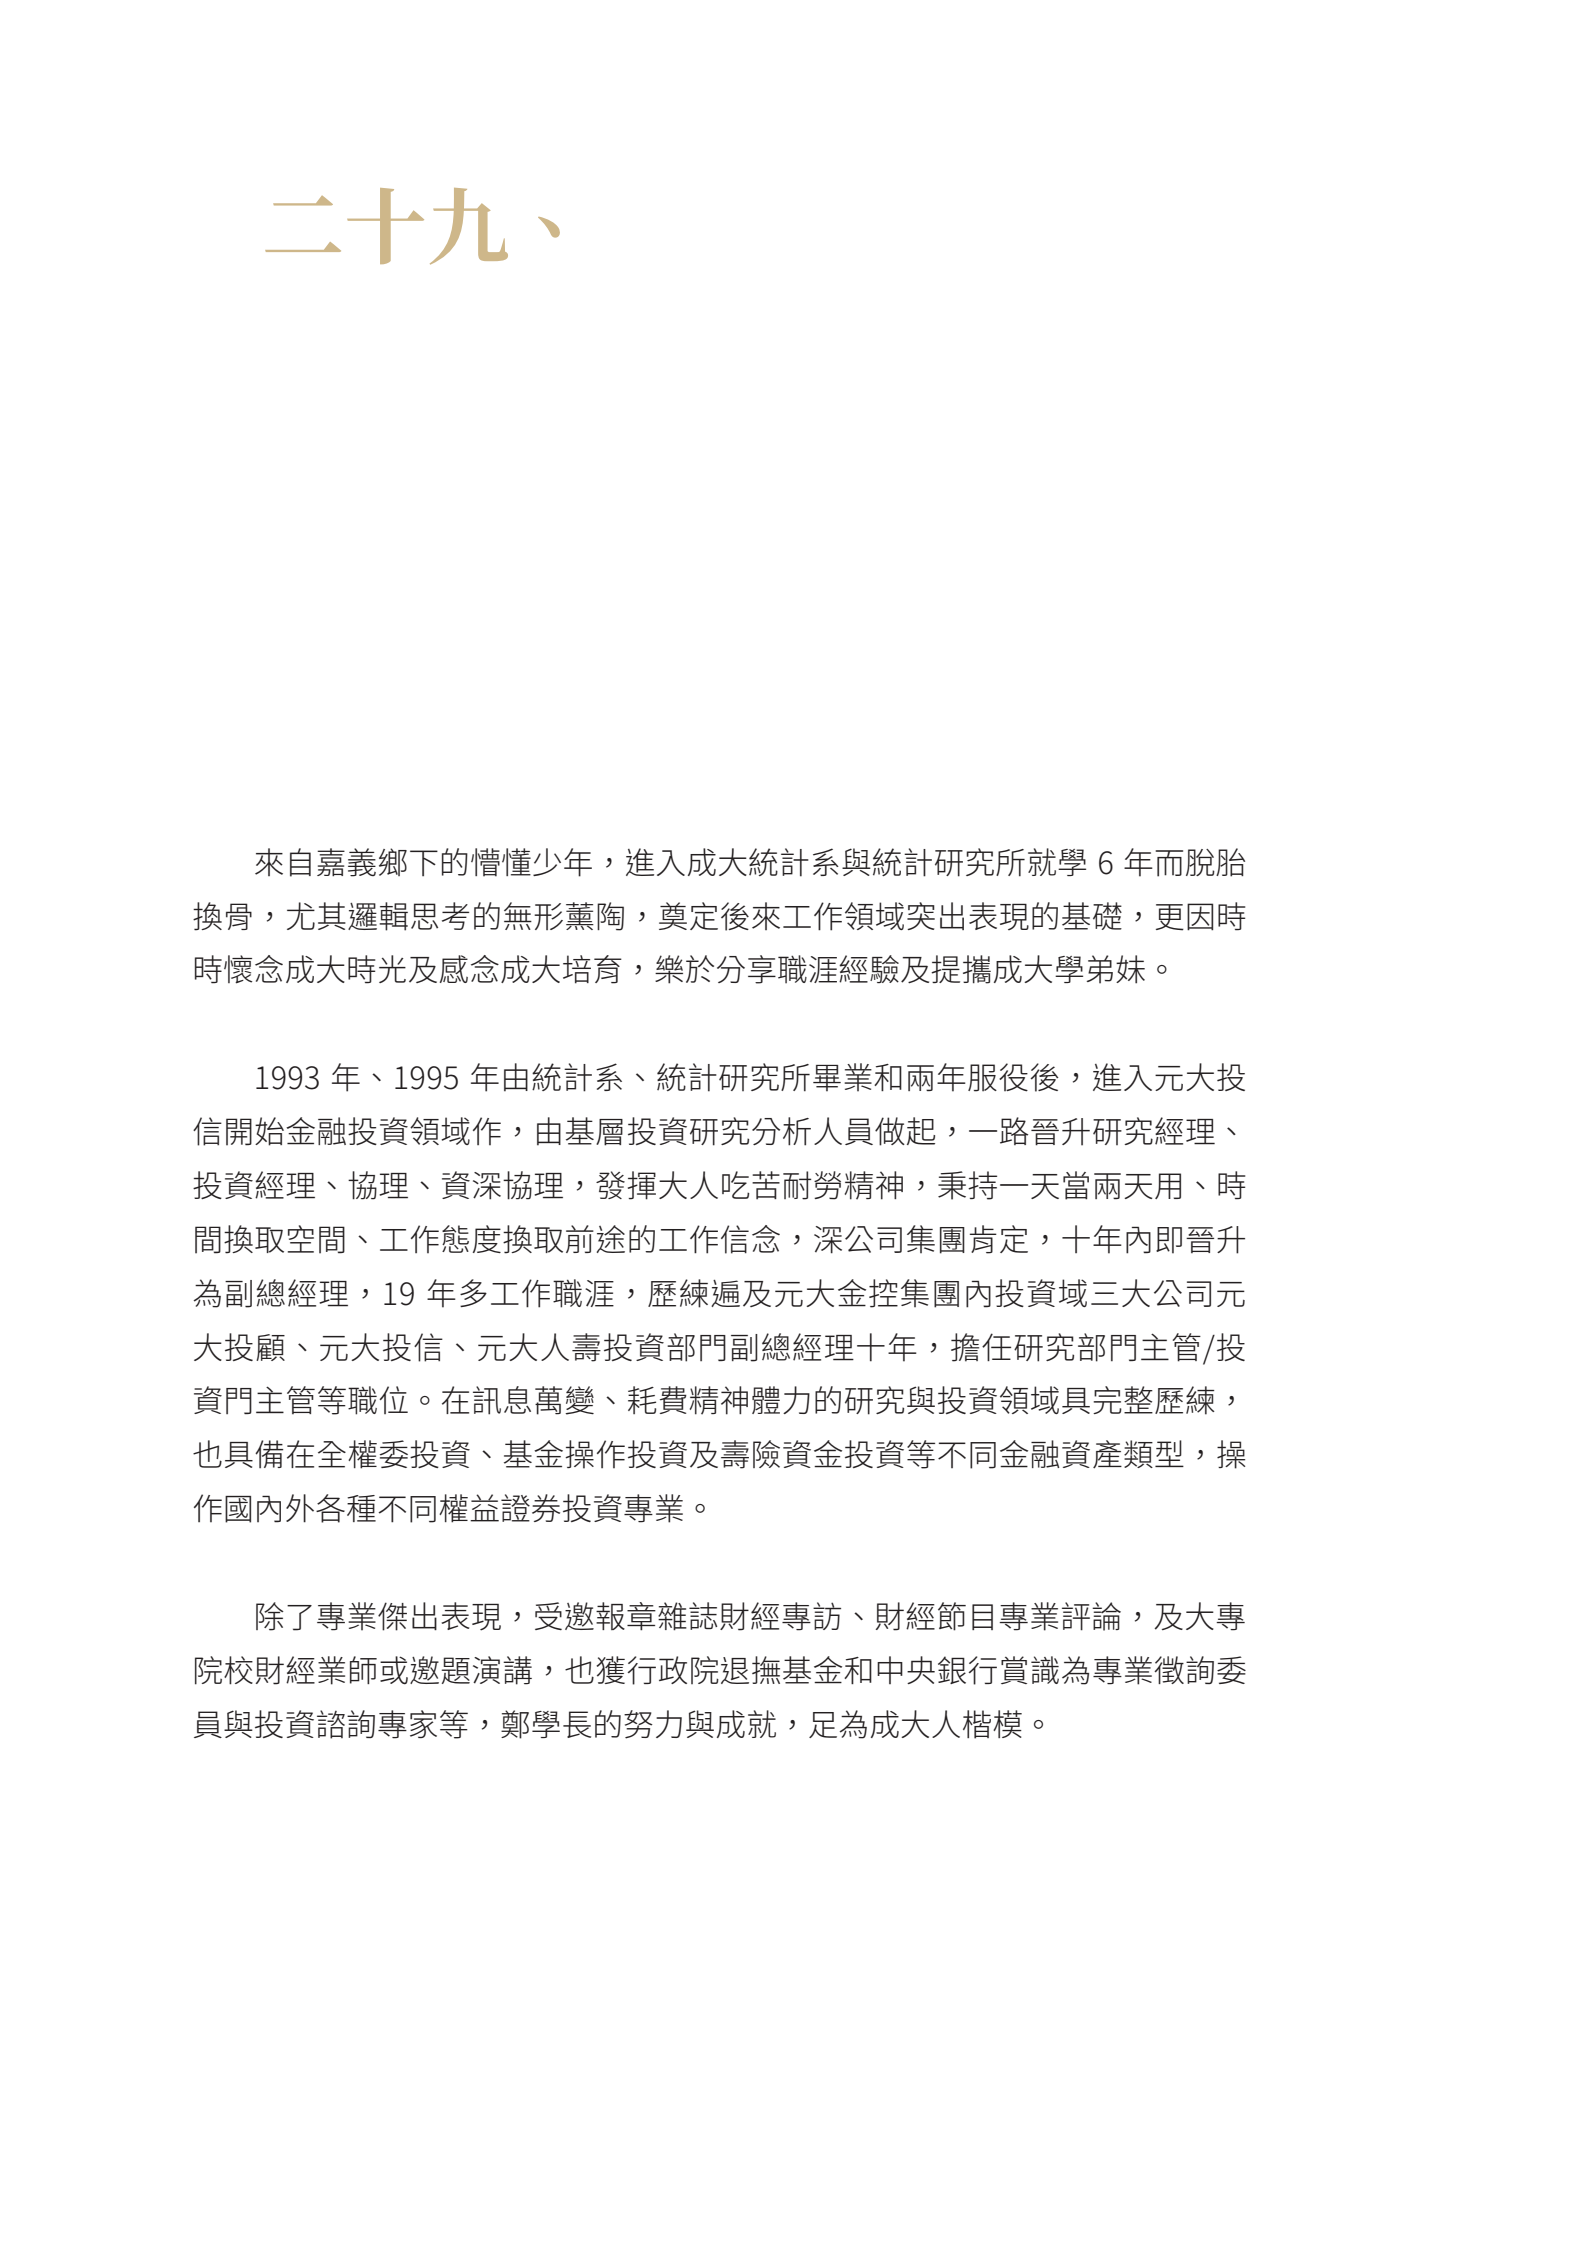 二十九、
來自嘉義鄉下的懵懂少年，進入成大統計系與統計研究所就學 6 年而脫胎
換骨，尤其邏輯思考的無形薰陶，奠定後來工作領域突出表現的基礎，更因時
時懷念成大時光及感念成大培育，樂於分享職涯經驗及提攜成大學弟妹。
1993 年、1995 年由統計系、統計研究所畢業和兩年服役後，進入元大投
信開始金融投資領域作，由基層投資研究分析人員做起，一路晉升研究經理、
投資經理、協理、資深協理，發揮大人吃苦耐勞精神，秉持一天當兩天用、時
間換取空間、工作態度換取前途的工作信念，深公司集團肯定，十年內即晉升
為副總經理，19 年多工作職涯，歷練遍及元大金控集團內投資域三大公司元
大投顧、元大投信、元大人壽投資部門副總經理十年，擔任研究部門主管/投
資門主管等職位。在訊息萬變、耗費精神體力的研究與投資領域具完整歷練，
也具備在全權委投資、基金操作投資及壽險資金投資等不同金融資產類型，操
作國內外各種不同權益證券投資專業。
除了專業傑出表現，受邀報章雜誌財經專訪、財經節目專業評論，及大專
院校財經業師或邀題演講，也獲行政院退撫基金和中央銀行賞識為專業徵詢委
員與投資諮詢專家等，鄭學長的努力與成就，足為成大人楷模。